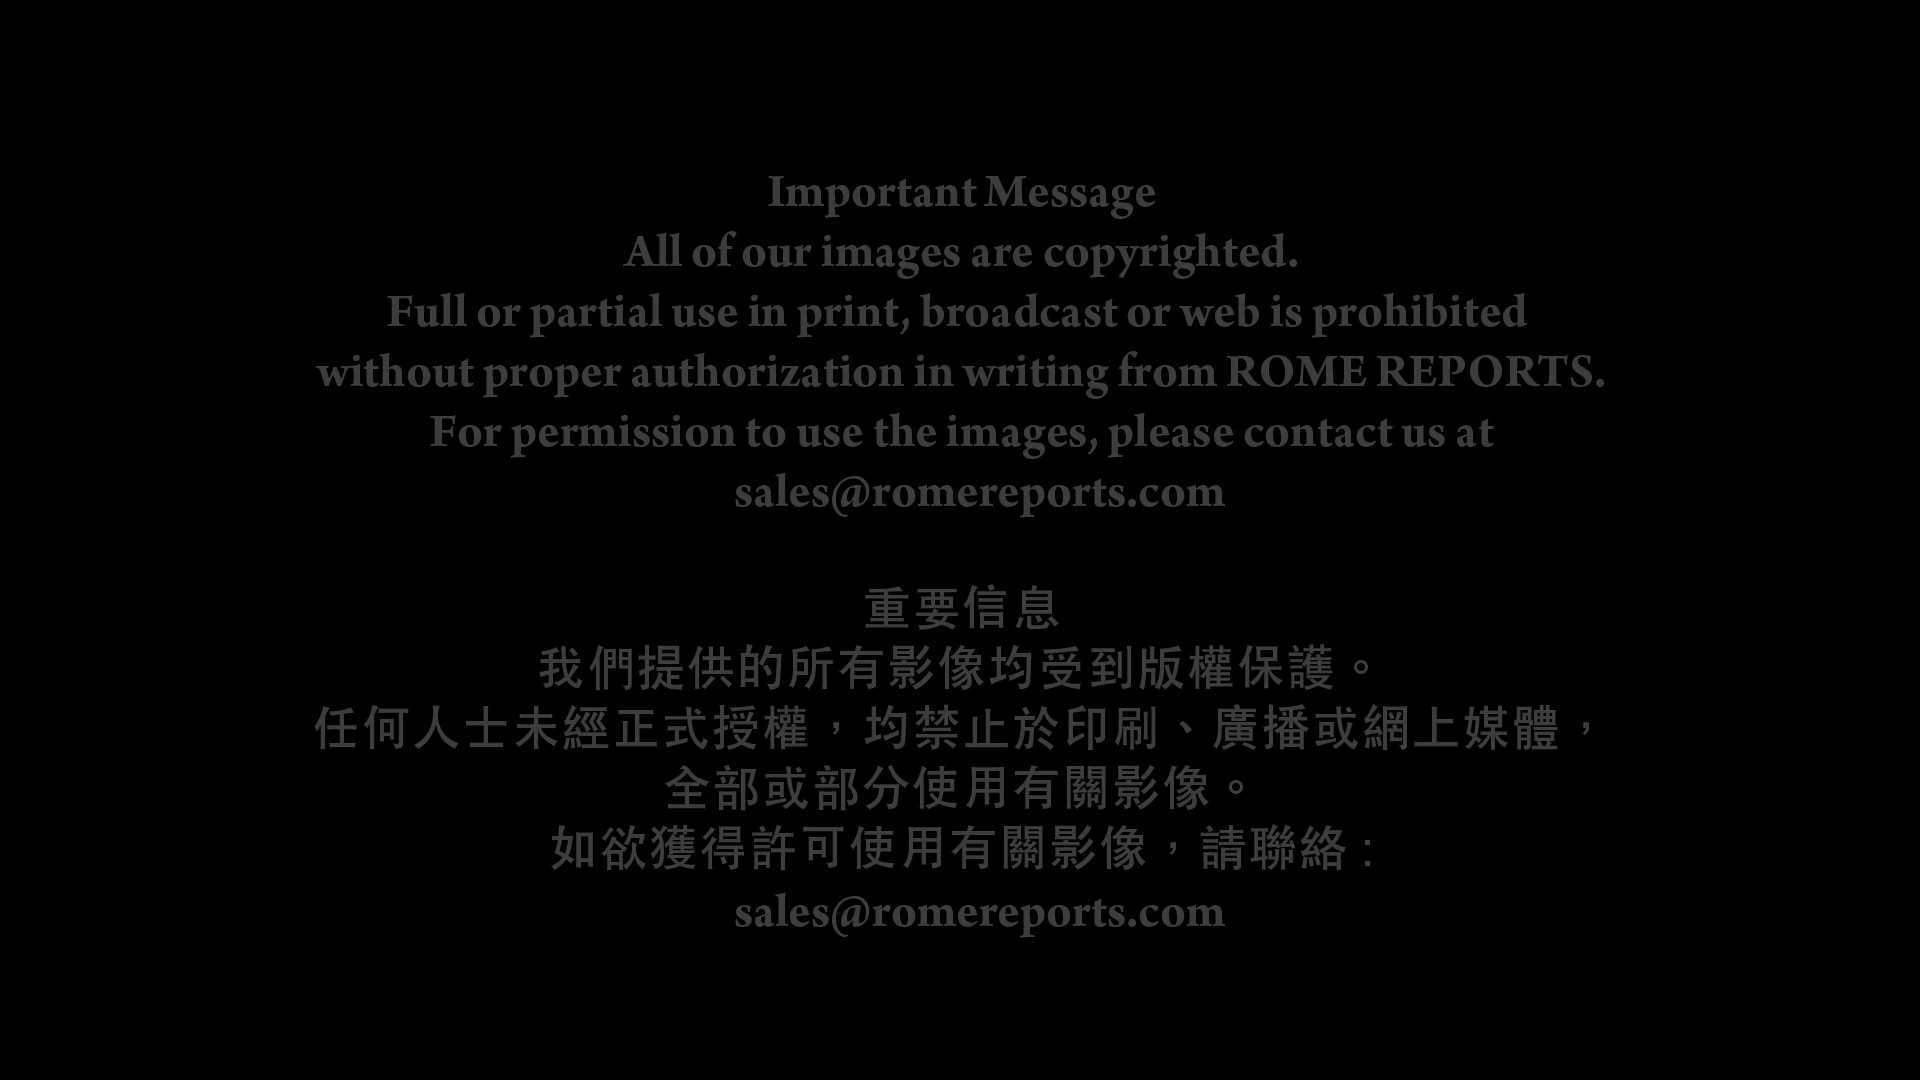 Important Message
All of our images are copyrighted.
Full or partial use in print, broadcast or web is prohibited
without proper authorization in writing from ROME REPORTS.
For permission to use the images, please contact us at
sales@romereports.com
重要信息
我們提供的所有影像均受到版權保護。
任何人士未經正式授權，均禁止於印刷、廣播或網上媒體，
全部或部分使用有關影像。
如欲獲得許可使用有關影像，請聯絡:
sales@romereports.com